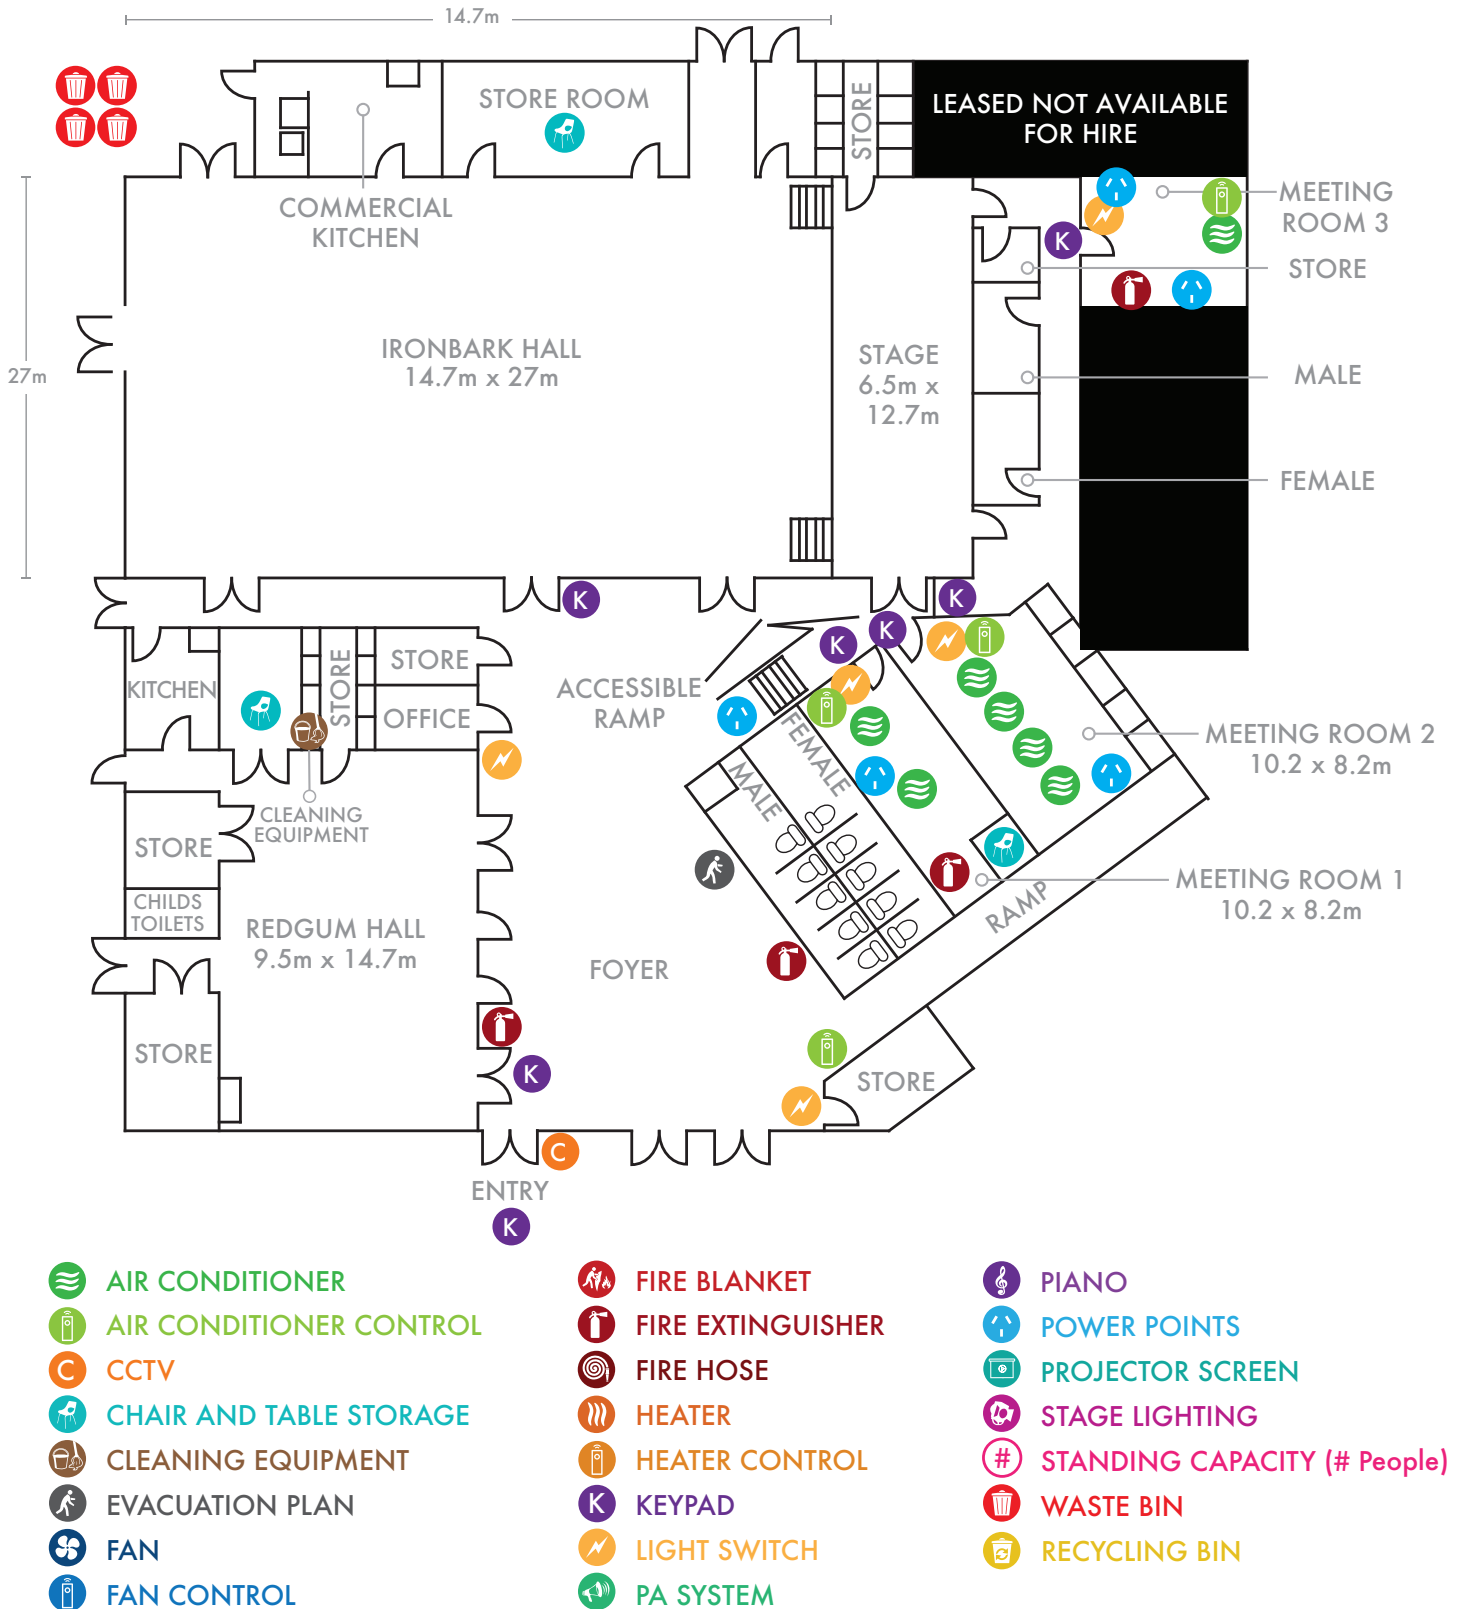 14.7m
STORE ROOM
STORE
LEASED NOT AVAILABLE
FOR HIRE
COMMERCIAL
KITCHEN
MEETING
ROOM 3
K
STORE
27m
IRONBARK HALL
14.7m x 27m
STAGE
6.5m x
12.7m
MALE
FEMALE
K
K
K
K
KITCHEN
STORE
STORE
OFFICE
ACCESSIBLE
RAMP
FEMALE
MALE
MEETING ROOM 2
10.2 x 8.2m
CLEANING
EQUIPMENT
STORE
CHILDS
TOILETS
REDGUM HALL
9.5m x 14.7m
MEETING ROOM 1
10.2 x 8.2m
RAMP
FOYER
STORE
K
STORE
C
ENTRY
K
AIR CONDITIONER
AIR CONDITIONER CONTROL
C CCTV
CHAIR AND TABLE STORAGE
CLEANING EQUIPMENT
EVACUATION PLAN
FAN
FAN CONTROL
FIRE BLANKET
FIRE EXTINGUISHER
FIRE HOSE
HEATER
HEATER CONTROL
K KEYPAD
LIGHT SWITCH
PA SYSTEM
PIANO
POWER POINTS
PROJECTOR SCREEN
STAGE LIGHTING
# STANDING CAPACITY (# People)
WASTE BIN
RECYCLING BIN